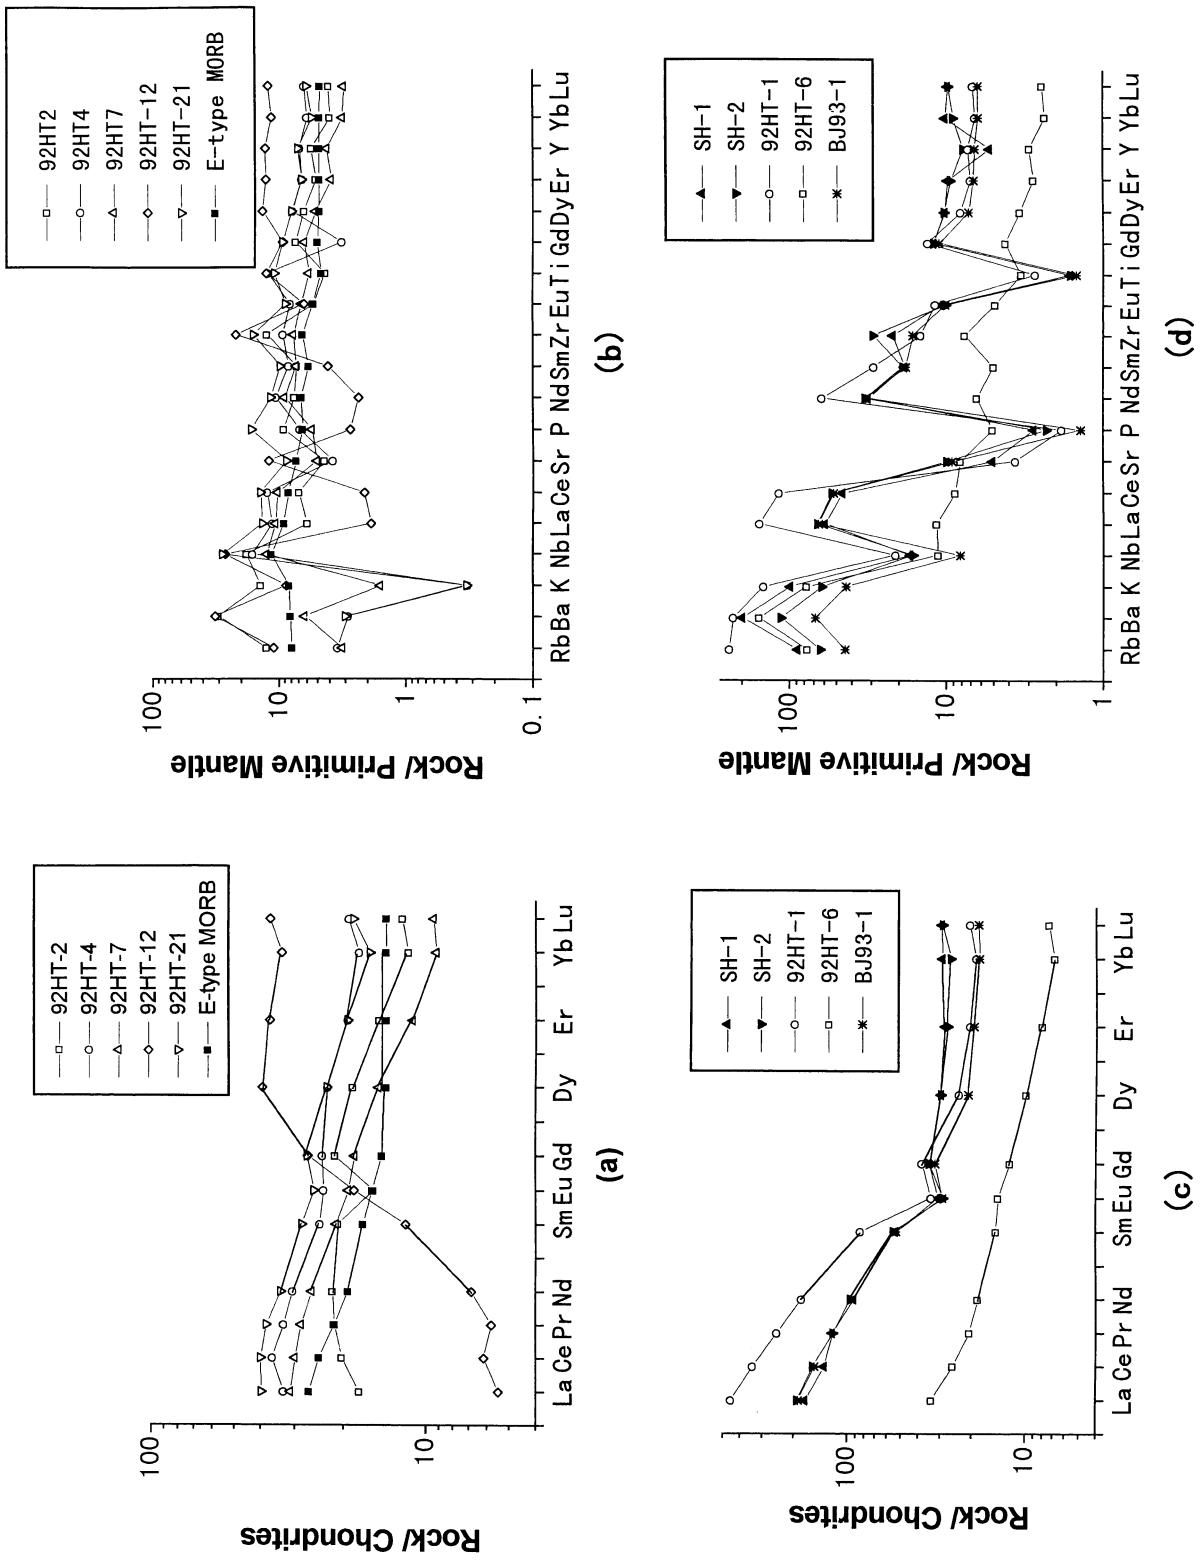 92HT-2
92HT-4
92HT-7
92HT-12
92HT-21
E-type MORB
100
10
Rock/ Chondrites
La Ce Pr Nd Sm Eu Gd Dy Er Yb Lu
(a)
92HT2
92HT4
92HT7
92HT-12
92HT-21
E-type MORB
100
10
1
0.1
Rock/ Primitive Mantle
Rb Ba K Nb La Ce Sr P Nd Sm Zr Eu Ti Gd Dy Er Y Yb Lu
(b)
SH-1
SH-2
92HT-1
92HT-6
BJ93-1
100
10
Rock/ Chondrites
La Ce Pr Nd Sm Eu Gd Dy Er Yb Lu
(c)
SH-1
SH-2
92HT-1
92HT-6
BJ93-1
100
10
1
Rock/ Primitive Mantle
Rb Ba K Nb La Ce Sr P Nd Sm Zr Eu Ti Gd Dy Er Y Yb Lu
(d)